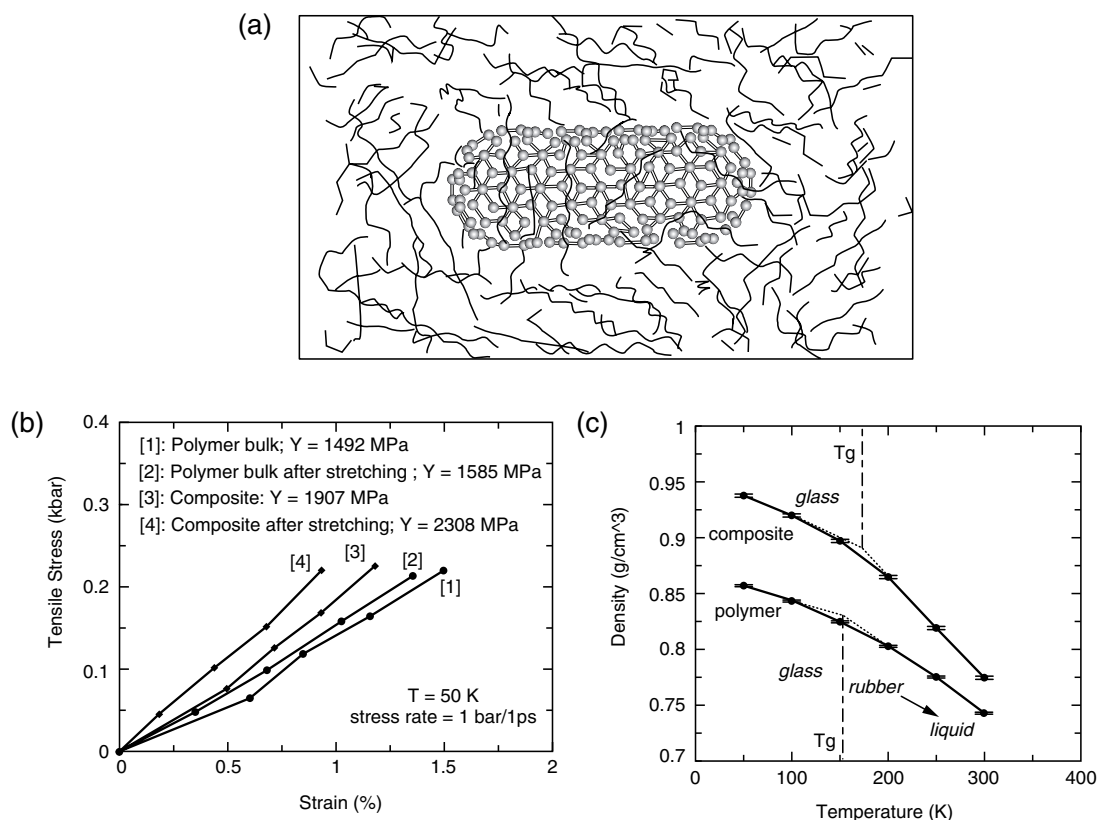 (a)
(b)
0.4
0.3
0.2
0.1
0
Tensile Stress (kbar)
[1]: Polymer bulk; Y = 1492 MPa
[2]: Polymer bulk after stretching ; Y = 1585 MPa
[3]: Composite: Y = 1907 MPa
[4]: Composite after stretching; Y = 2308 MPa
[4]
[3]
[2]
[1]
T = 50 K
stress rate = 1 bar/1ps
0 0.5 1 1.5 2
Strain (%)
(c)
1
0.95
0.9
0.85
0.8
0.75
0.7
Density (g/cm^3)
Tg
glass
composite
polymer
glass
rubber
liquid
Tg
0 100 200 300 400
Temperature (K)